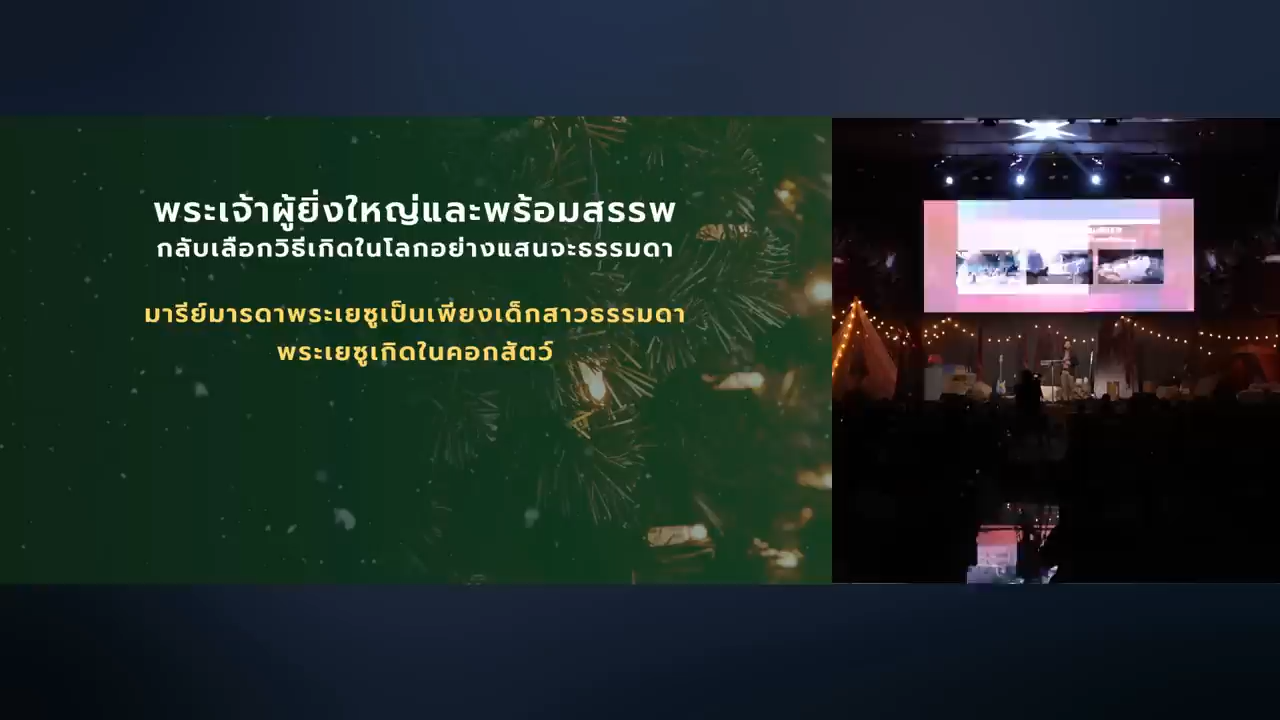 พระเจ้าผู้ยิ่งใหญ่และพร้อมสรรพ
กลับเลือกวิธีเกิดในโลกอย่างแสนจะธรรมดา
มารีย์มารดาพระเยซูเป็นเพียงเด็กสาวธรรมดา
พระเยซูเกิดในคอกสัตว์